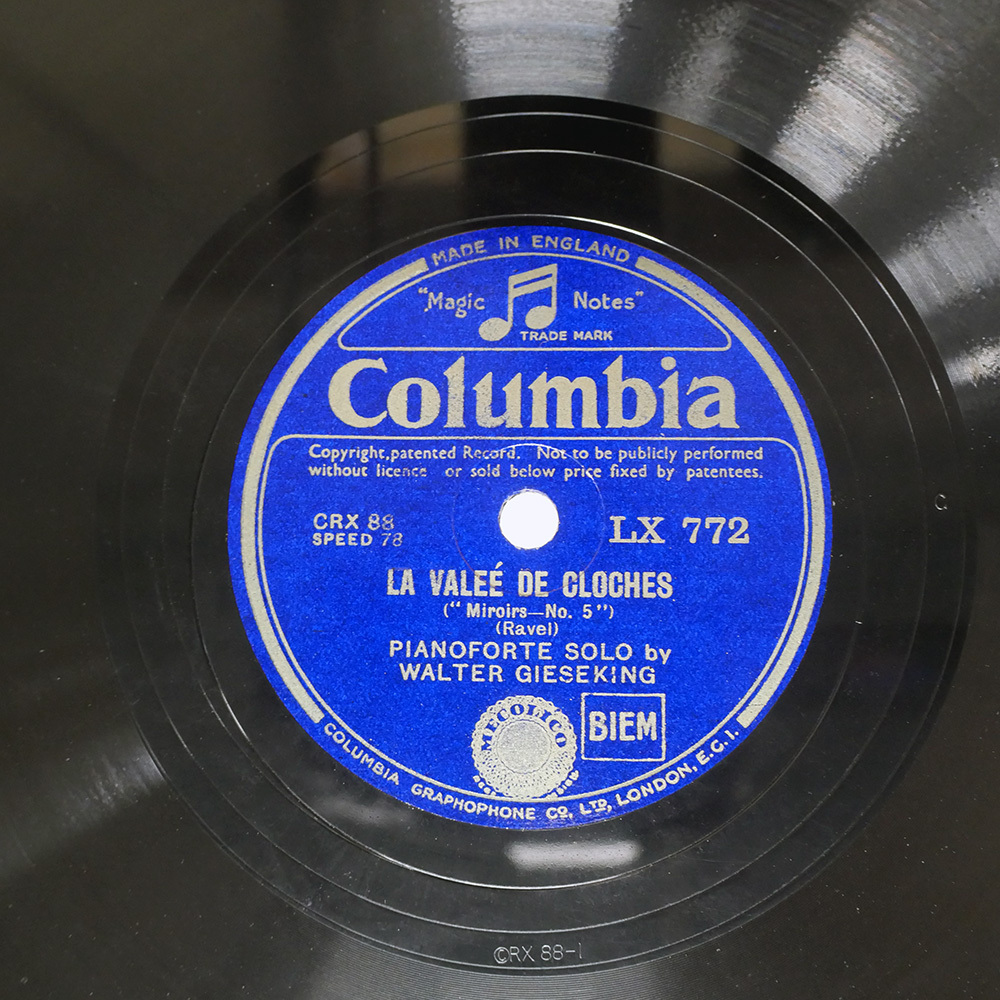 MADE IN ENGLAND
"Magic Notes"
TRADE MARK
Columbia
Copyright, patented Record. Not to be publicly performed
without licence or sold below price fixed by patentees.
CRX 88
SPEED 78
LX 772
LA VALEÉ DE CLOCHES
("Miroirs—No. 5")
(Ravel)
PIANOFORTE SOLO by
WALTER GIESEKING
MECOLICO
BIEM
COLUMBIA GRAPHOPHONE CO, LTD, LONDON, E.C.1.
CRX 88-1